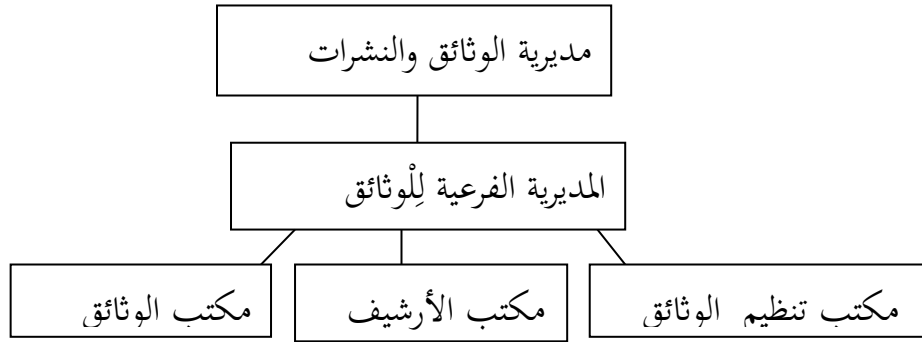 مديرية الوثائق والنشرات
المديرية الفرعية لِلْوثائق
مكتب تنظيم الوثائق
مكتب الأرشيف
مكتب الوثائق